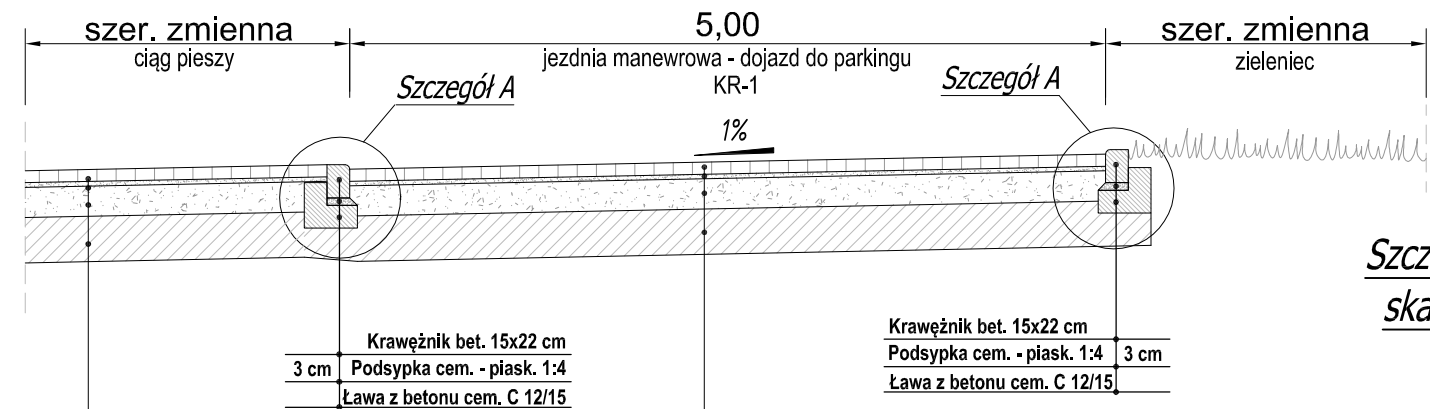 szer. zmienna
ciąg pieszy
5,00
jezdnia manewrowa - dojazd do parkingu
KR-1
szer. zmienna
zieleniec
Szczegół A
Szczegół A
1%
Krawężnik bet. 15x22 cm
3 cm Podsypka cem. - piask. 1:4
Ława z betonu cem. C 12/15
Krawężnik bet. 15x22 cm
Podsypka cem. - piask. 1:4 3 cm
Ława z betonu cem. C 12/15
Szcz
ska